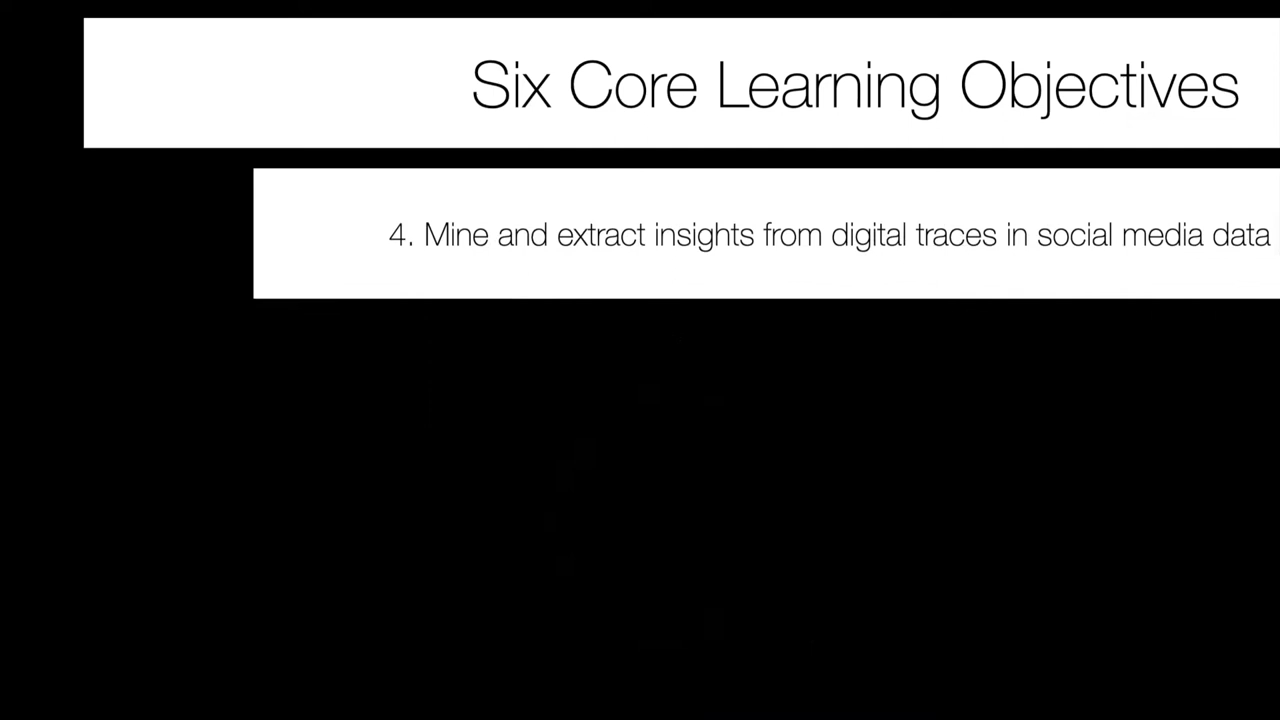 Six Core Learning Objectives
4. Mine and extract insights from digital traces in social media data